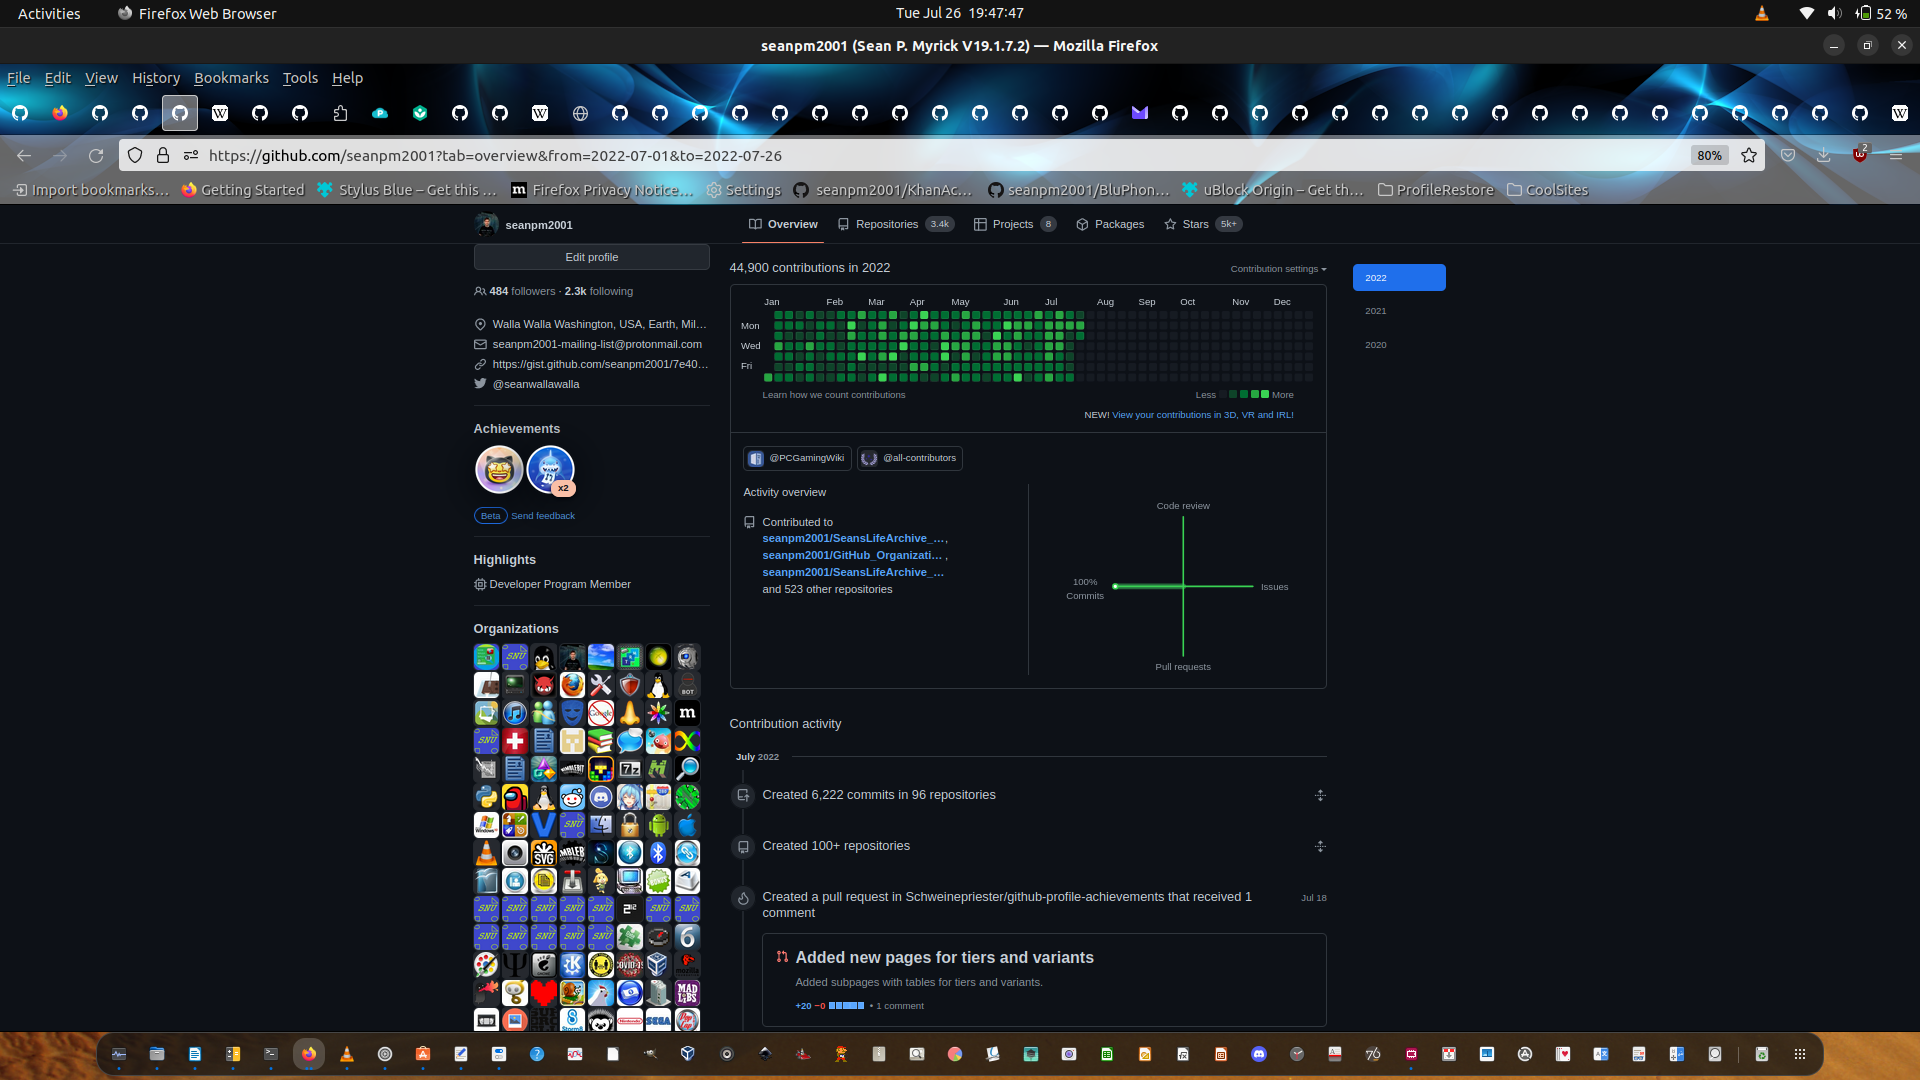 Activities
Firefox Web Browser
Tue Jul 26 19:47:47
52 %
seanpm2001 (Sean P. Myrick V19.1.7.2) — Mozilla Firefox
File Edit View History Bookmarks Tools Help
https://github.com/seanpm2001?tab=overview&from=2022-07-01&to=2022-07-26
80%
2
Import bookmarks…
Getting Started
Stylus Blue – Get this …
Firefox Privacy Notice…
Settings
seanpm2001/KhanAc…
seanpm2001/BluPhon…
uBlock Origin – Get th…
ProfileRestore
CoolSites
seanpm2001
Overview
Repositories 3.4k
Projects 8
Packages
Stars 5k+
Edit profile
484 followers · 2.3k following
Walla Walla Washington, USA, Earth, Mil…
seanpm2001-mailing-list@protonmail.com
https://gist.github.com/seanpm2001/7e40…
@seanwallawalla
Achievements
x2
Beta Send feedback
Highlights
Developer Program Member
Organizations
44,900 contributions in 2022
Contribution settings
Jan Feb Mar Apr May Jun Jul Aug Sep Oct Nov Dec
Mon
Wed
Fri
Learn how we count contributions
Less More
NEW! View your contributions in 3D, VR and IRL!
@PCGamingWiki
@all-contributors
Activity overview
Contributed to
seanpm2001/SeansLifeArchive_…,
seanpm2001/GitHub_Organizati… ,
seanpm2001/SeansLifeArchive_…
and 523 other repositories
Code review
100%
Commits
Issues
Pull requests
Contribution activity
July 2022
Created 6,222 commits in 96 repositories
Created 100+ repositories
Created a pull request in Schweinepriester/github-profile-achievements that received 1
comment
Jul 18
Added new pages for tiers and variants
Added subpages with tables for tiers and variants.
+20 −0 • 1 comment
2022
2021
2020